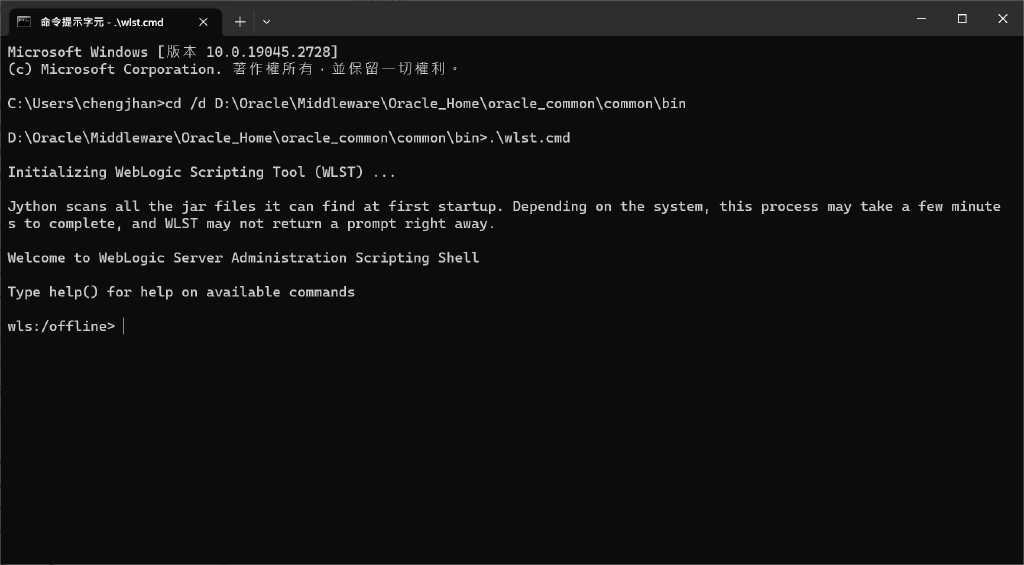 命令提示字元 - .\wlst.cmd
Microsoft Windows [版本 10.0.19045.2728]
(c) Microsoft Corporation. 著作權所有，並保留一切權利。
C:\Users\chengjhan>cd /d D:\Oracle\Middleware\Oracle_Home\oracle_common\common\bin
D:\Oracle\Middleware\Oracle_Home\oracle_common\common\bin>.\wlst.cmd
Initializing WebLogic Scripting Tool (WLST) ...
Jython scans all the jar files it can find at first startup. Depending on the system, this process may take a few minute
s to complete, and WLST may not return a prompt right away.
Welcome to WebLogic Server Administration Scripting Shell
Type help() for help on available commands
wls:/offline>